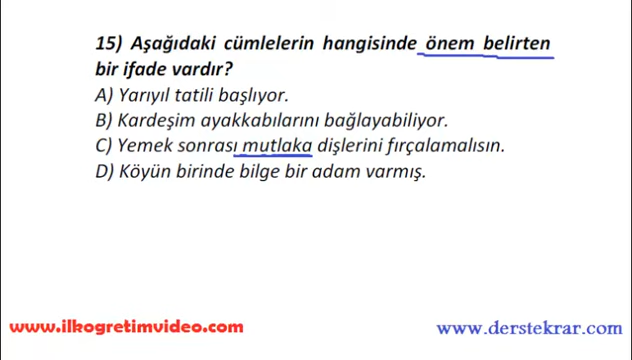 15) Aşağıdaki cümlelerin hangisinde önem belirten
bir ifade vardır?
A) Yarıyıl tatili başlıyor.
B) Kardeşim ayakkabılarını bağlayabiliyor.
C) Yemek sonrası mutlaka dişlerini fırçalamalısın.
D) Köyün birinde bilge bir adam varmış.
www.ilkogretimvideo.com
www.derstekrar.com